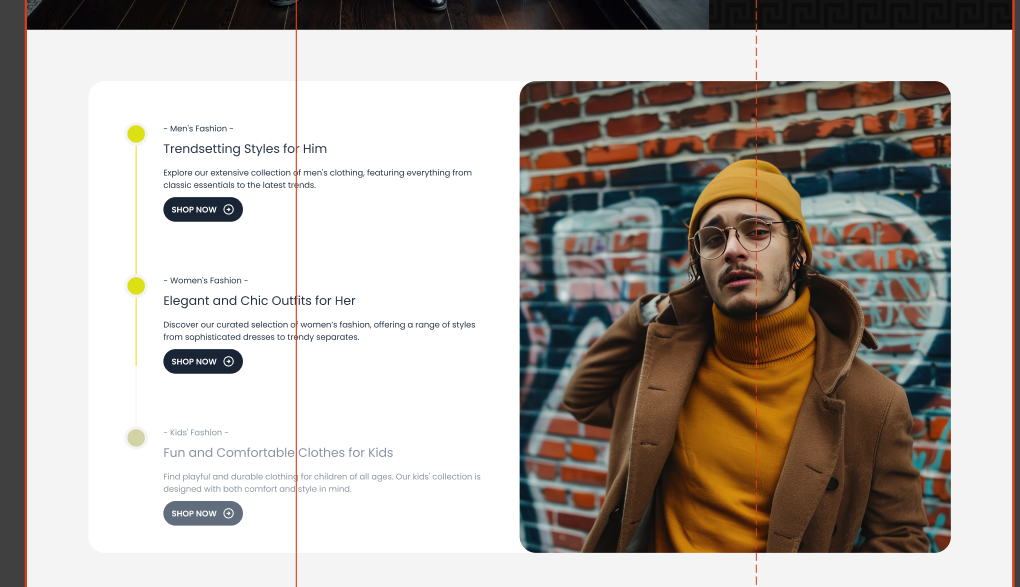 - Men's Fashion -
Trendsetting Styles for Him
Explore our extensive collection of men's clothing, featuring everything from
classic essentials to the latest trends.
SHOP NOW
- Women's Fashion -
Elegant and Chic Outfits for Her
Discover our curated selection of women's fashion, offering a range of styles
from sophisticated dresses to trendy separates.
SHOP NOW
- Kids' Fashion -
Fun and Comfortable Clothes for Kids
Find playful and durable clothing for children of all ages. Our kids' collection is
designed with both comfort and style in mind.
SHOP NOW